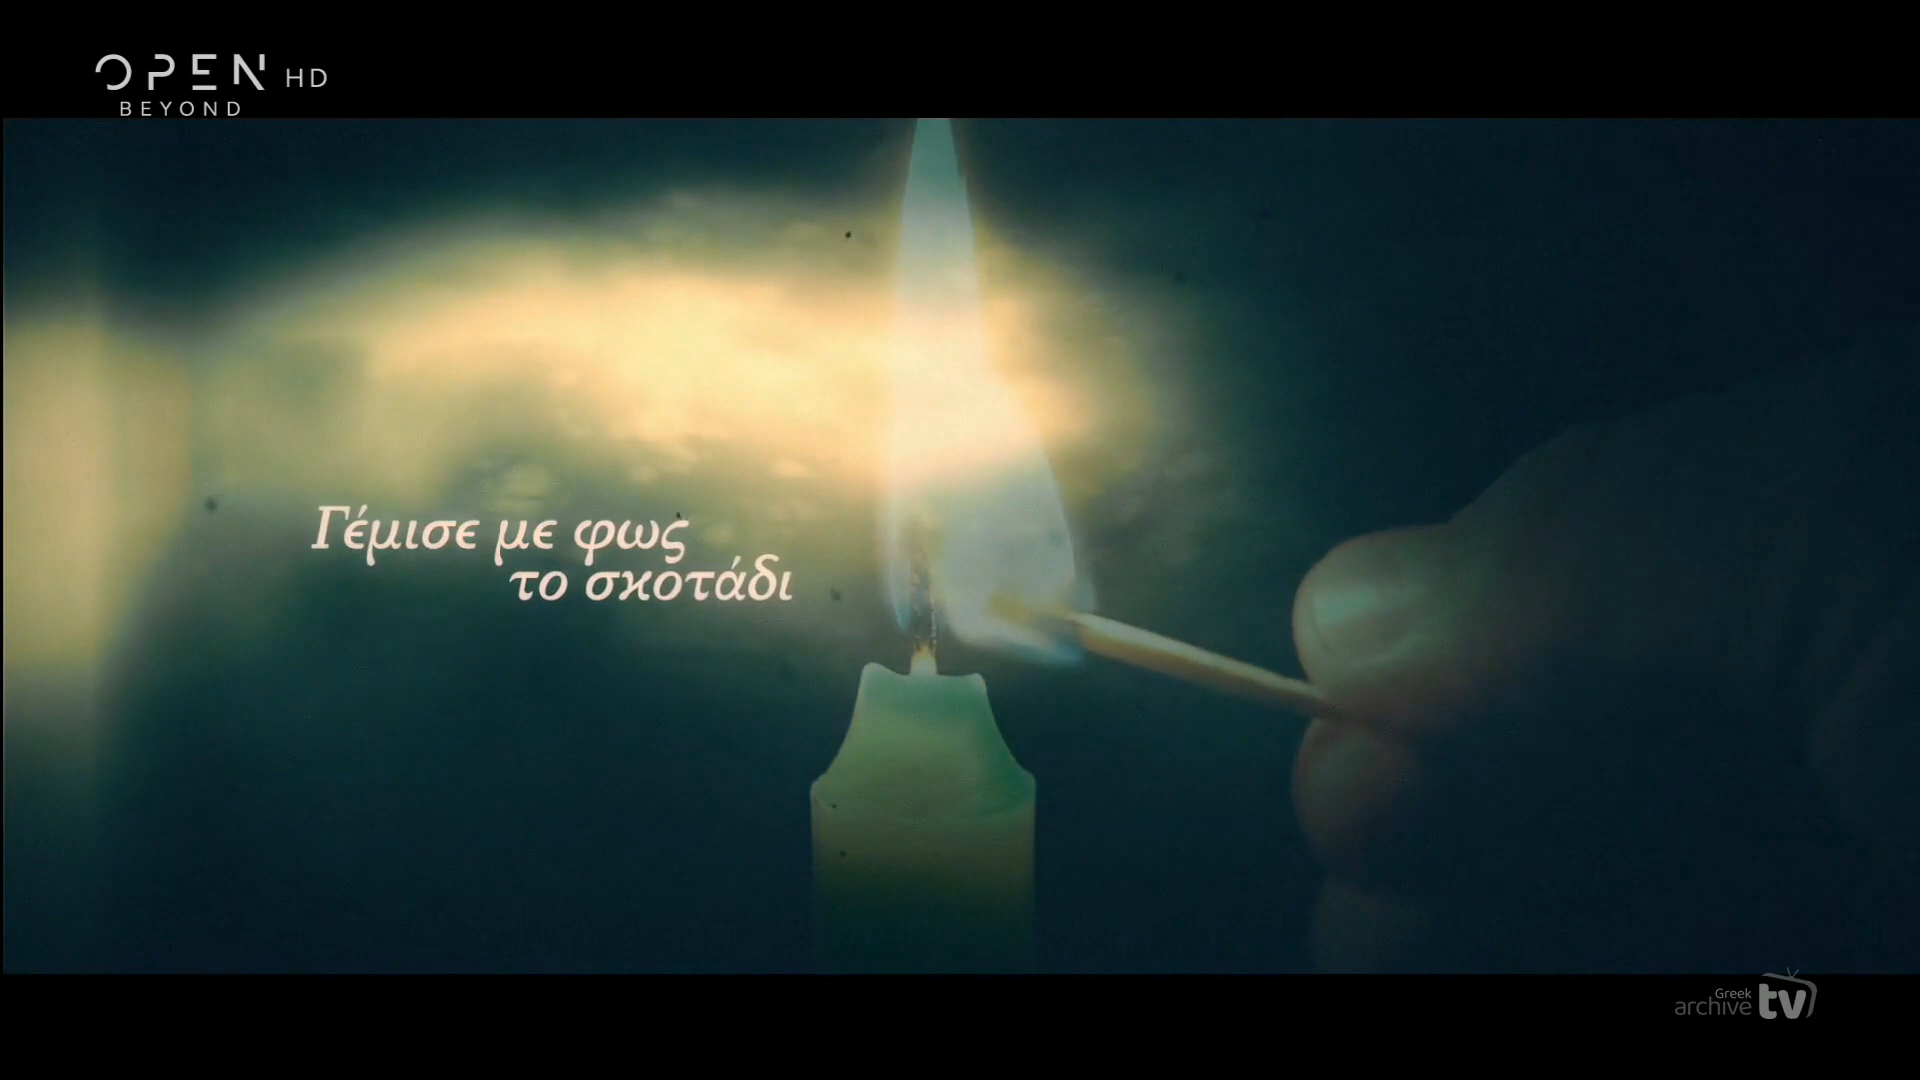 OPEN HD
BEYOND
Γέμισε με φως
το σκοτάδι
Greek
archive tv